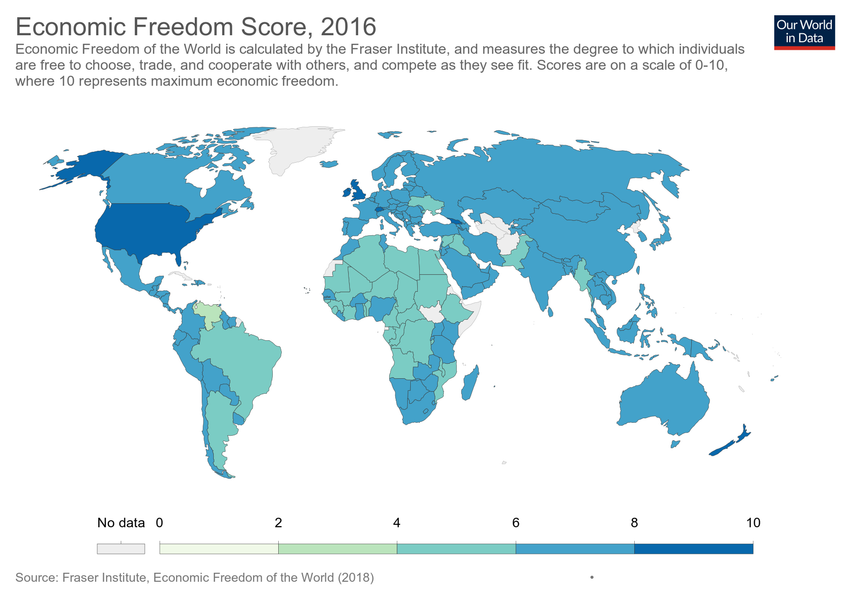 Economic Freedom Score, 2016
Our World
in Data
Economic Freedom of the World is calculated by the Fraser Institute, and measures the degree to which individuals
are free to choose, trade, and cooperate with others, and compete as they see fit. Scores are on a scale of 0-10,
where 10 represents maximum economic freedom.
No data 0 2 4 6 8 10
Source: Fraser Institute, Economic Freedom of the World (2018)